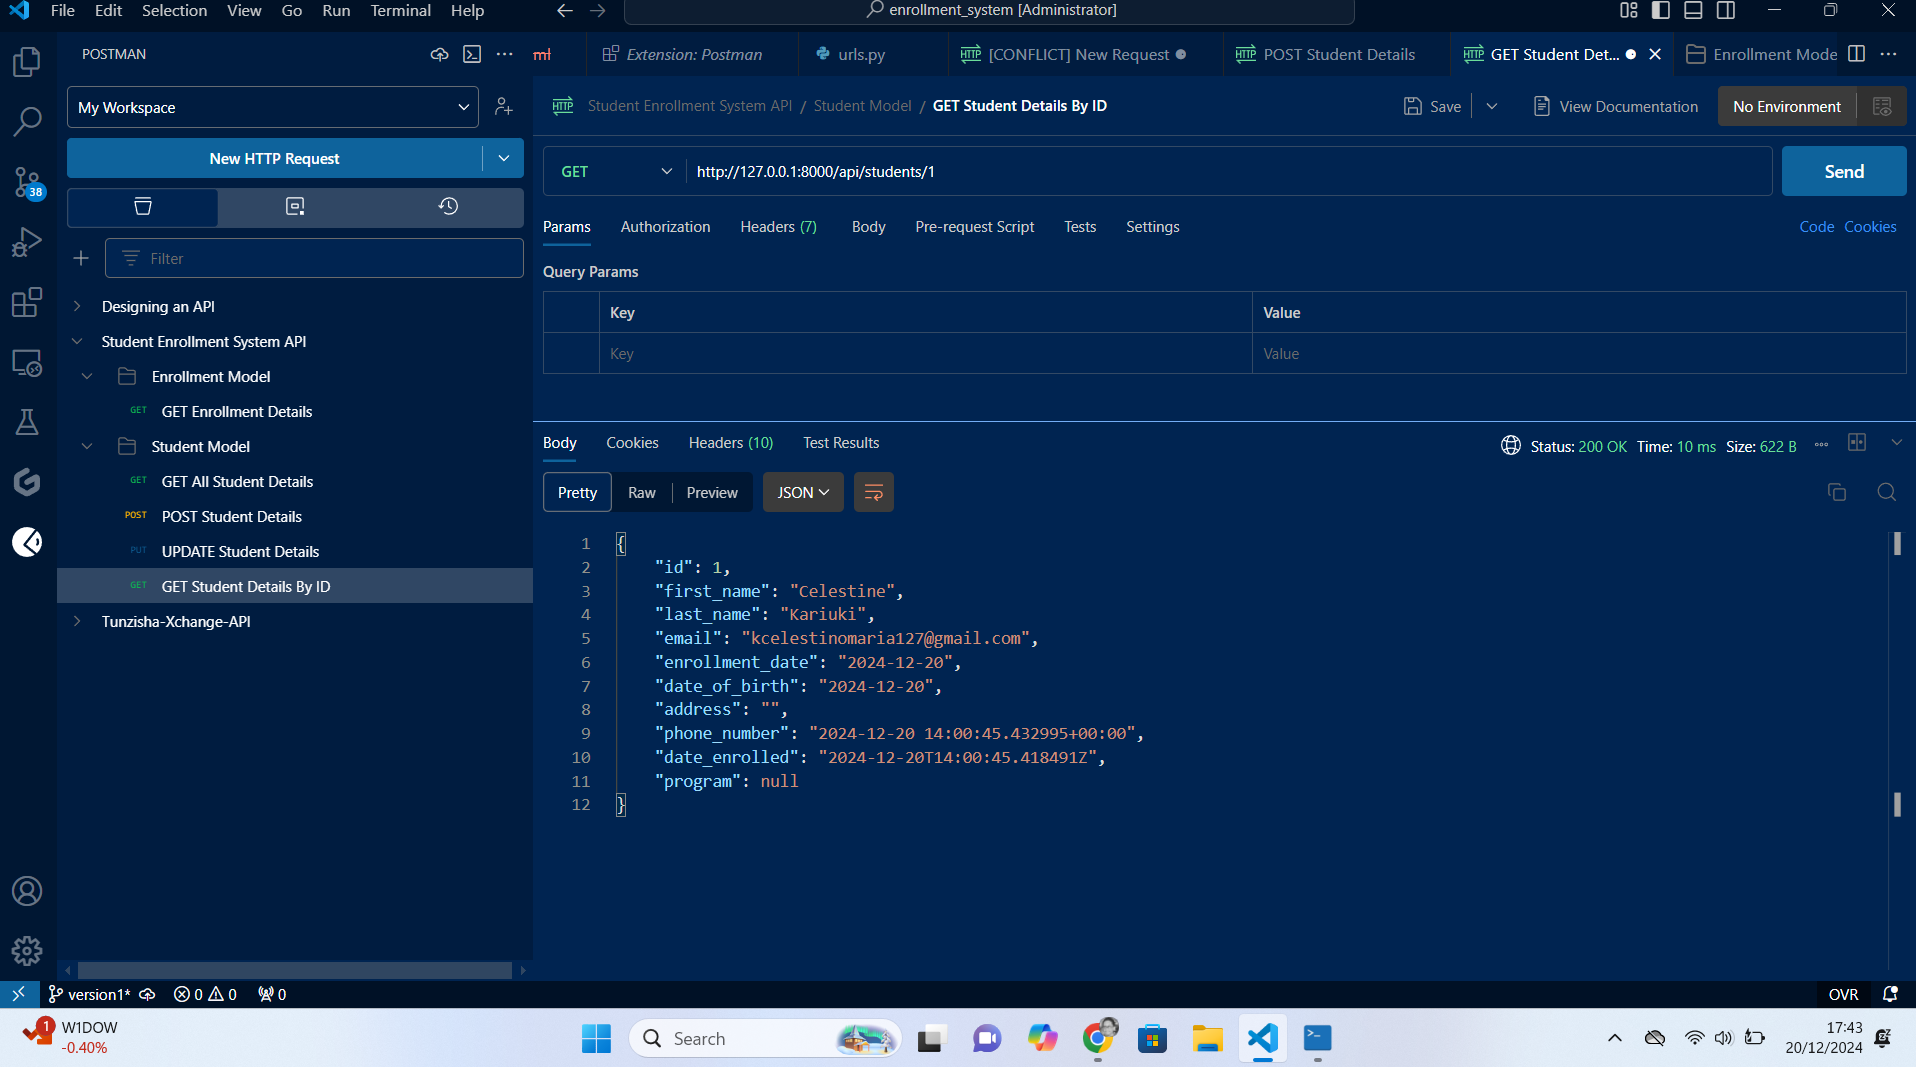 File Edit Selection View Go Run Terminal Help
enrollment_system [Administrator]
POSTMAN
ml
Extension: Postman
urls.py
HTTP [CONFLICT] New Request
HTTP POST Student Details
HTTP GET Student Det...
Enrollment Mode
My Workspace
HTTP Student Enrollment System API / Student Model / GET Student Details By ID
Save
View Documentation
No Environment
New HTTP Request
GET
http://127.0.0.1:8000/api/students/1
Send
38
Params Authorization Headers (7) Body Pre-request Script Tests Settings
Code Cookies
Filter
Query Params
Key Value
Key Value
Designing an API
Student Enrollment System API
Enrollment Model
GET GET Enrollment Details
Student Model
GET GET All Student Details
POST POST Student Details
PUT UPDATE Student Details
GET GET Student Details By ID
Tunzisha-Xchange-API
Body Cookies Headers (10) Test Results
Status: 200 OK Time: 10 ms Size: 622 B
Pretty Raw Preview JSON
1 {
2 "id": 1,
3 "first_name": "Celestine",
4 "last_name": "Kariuki",
5 "email": "kcelestinomaria127@gmail.com",
6 "enrollment_date": "2024-12-20",
7 "date_of_birth": "2024-12-20",
8 "address": "",
9 "phone_number": "2024-12-20 14:00:45.432995+00:00",
10 "date_enrolled": "2024-12-20T14:00:45.418491Z",
11 "program": null
12 }
version1* 0 0 0
OVR
1
W1DOW
-0.40%
Search
17:43
20/12/2024